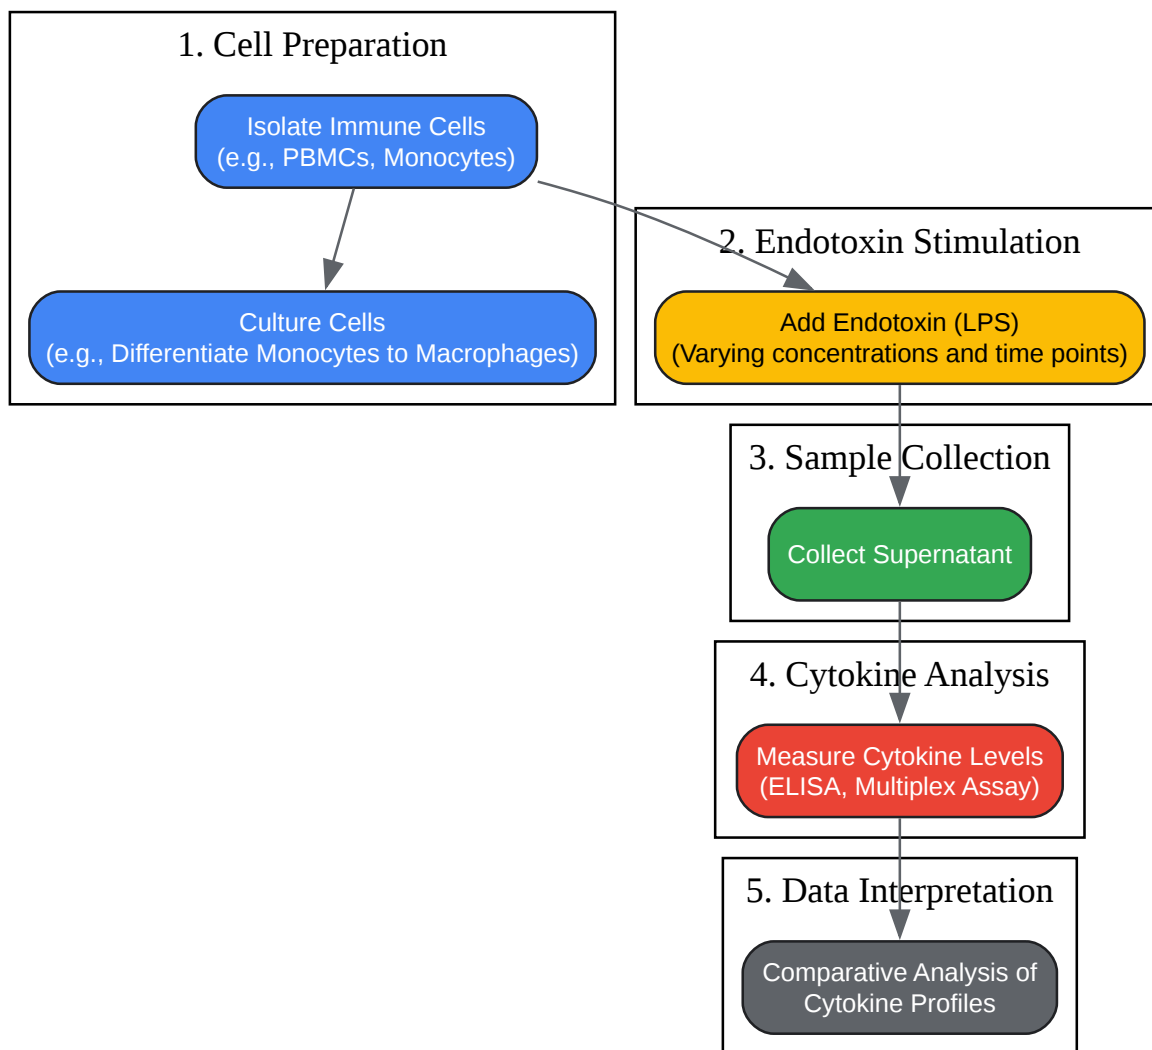 1. Cell Preparation
Isolate Immune Cells
(e.g., PBMCs, Monocytes)
Culture Cells
(e.g., Differentiate Monocytes to Macrophages)
2. Endotoxin Stimulation
Add Endotoxin (LPS)
(Varying concentrations and time points)
3. Sample Collection
Collect Supernatant
4. Cytokine Analysis
Measure Cytokine Levels
(ELISA, Multiplex Assay)
5. Data Interpretation
Comparative Analysis of
Cytokine Profiles